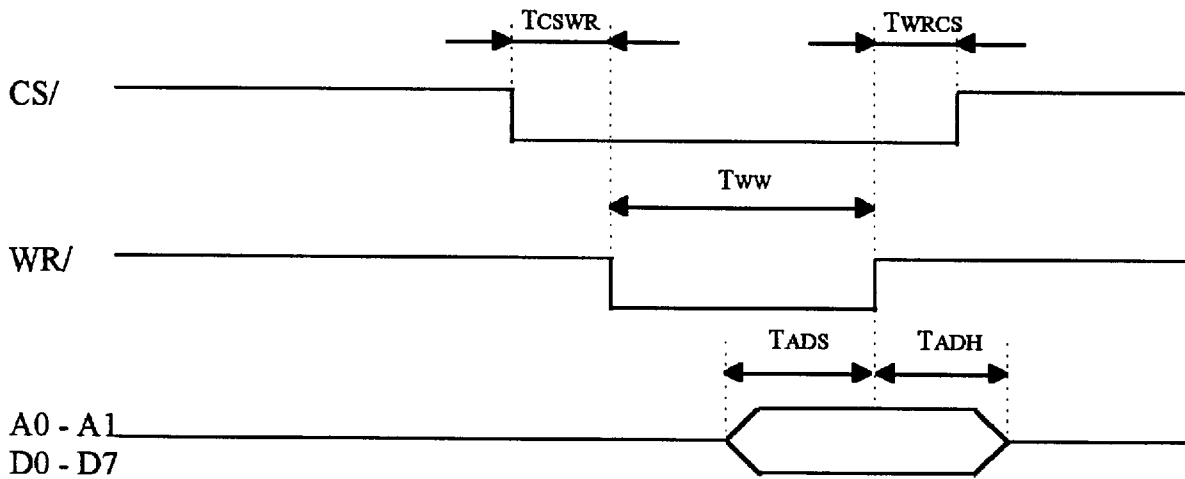 TCSWR TWRCS
CS/
TWW
WR/
TADS TADH
A0 - A1
D0 - D7